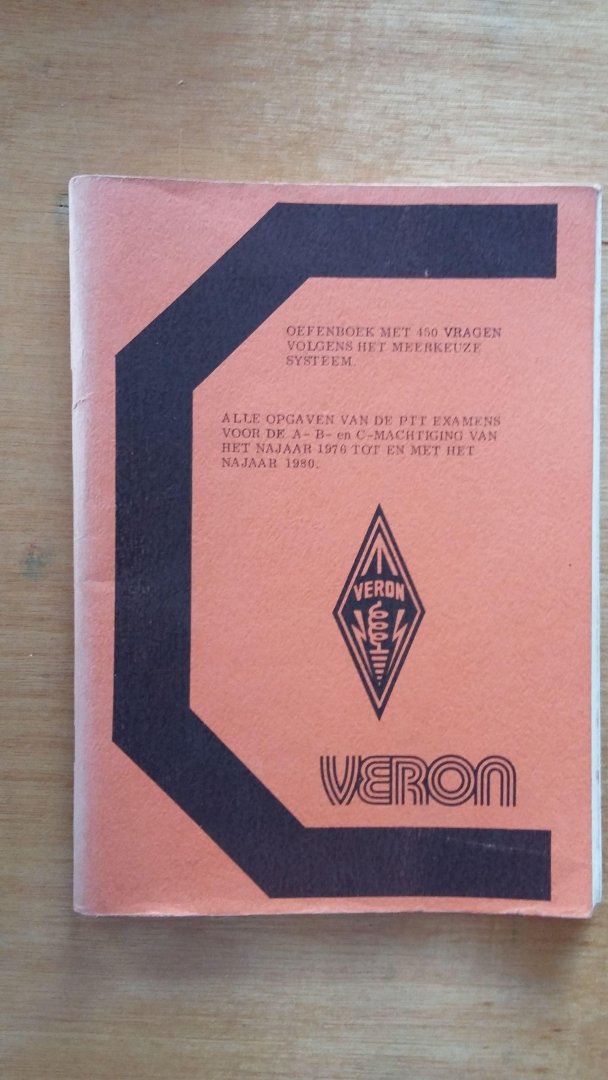 OEFENBOEK MET 450 VRAGEN
VOLGENS HET MEERKEUZE
SYSTEEM.
ALLE OPGAVEN VAN DE PTT EXAMENS
VOOR DE A- B- en C-MACHTIGING VAN
HET NAJAAR 1976 TOT EN MET HET
NAJAAR 1980.
VERON
VERON